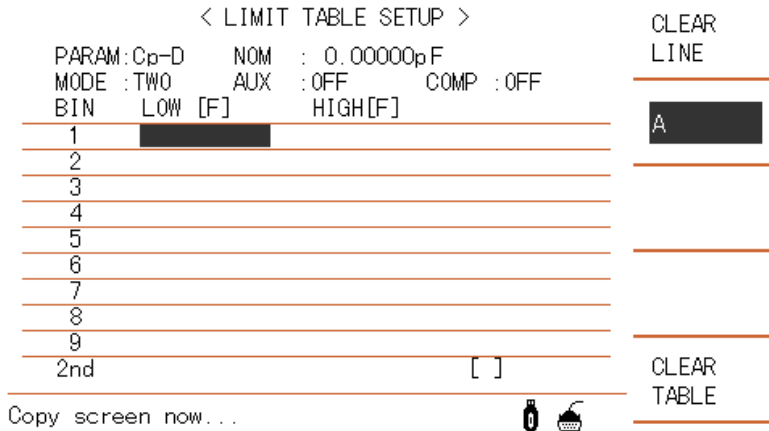 < LIMIT TABLE SETUP >
PARAM:Cp-D NOM : 0.00000pF
MODE :TWO AUX :OFF COMP :OFF
BIN LOW [F] HIGH[F]
1
2
3
4
5
6
7
8
9
2nd [ ]
Copy screen now...
CLEAR
LINE
A
CLEAR
TABLE